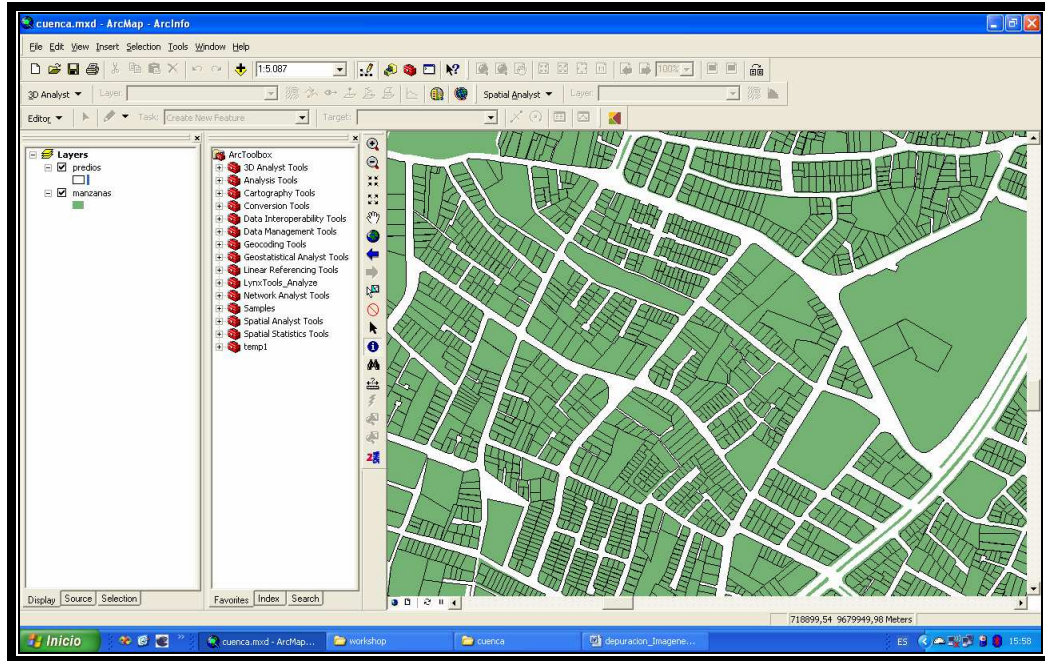 cuenca.mxd - ArcMap - ArcInfo
File Edit View Insert Selection Tools Window Help
1:5.087
100%
3D Analyst Layer: Spatial Analyst Layer:
Editor Task: Create New Feature Target:
Layers
predios
manzanas
ArcToolbox
3D Analyst Tools
Analysis Tools
Cartography Tools
Conversion Tools
Data Interoperability Tools
Data Management Tools
Geocoding Tools
Geostatistical Analyst Tools
Linear Referencing Tools
LynxTools_Analyze
Network Analyst Tools
Samples
Spatial Analyst Tools
Spatial Statistics Tools
temp1
Display Source Selection
Favorites Index Search
718899,54 9679949,98 Meters
Inicio
cuenca.mxd - ArcMap...
workshop
cuenca
depuracion_Imagene...
ES
15:58